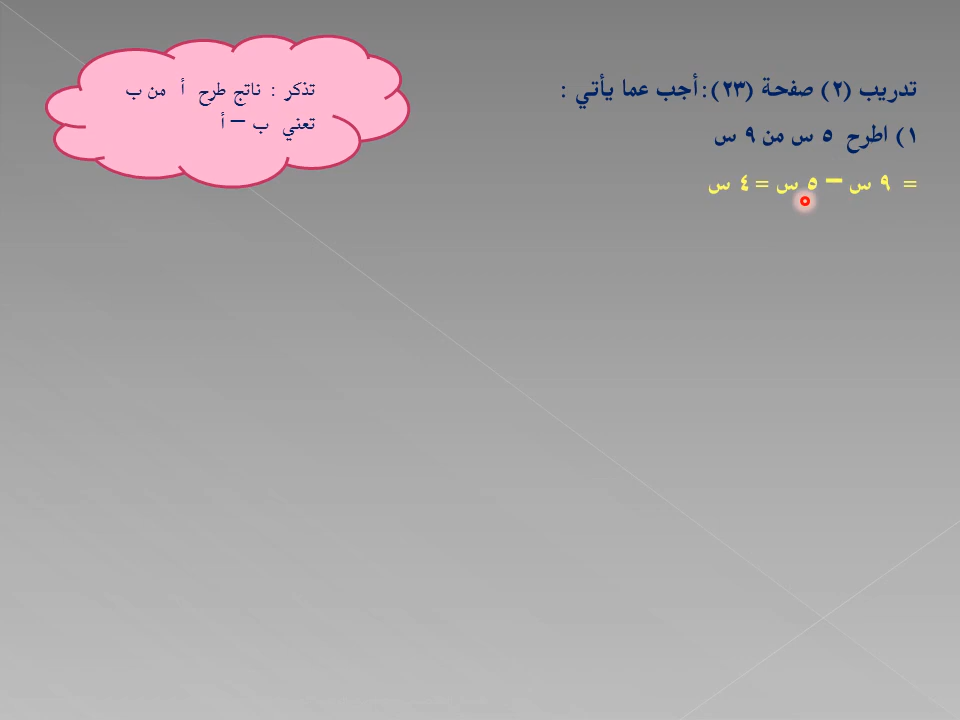 تدريب (٢) صفحة (٢٣):أجب عما يأتي :
١) اطرح ٥ س من ٩ س
= ٩ س – ٥ س = ٤ س
تذكر : ناتج طرح أ من ب
تعني ب – أ